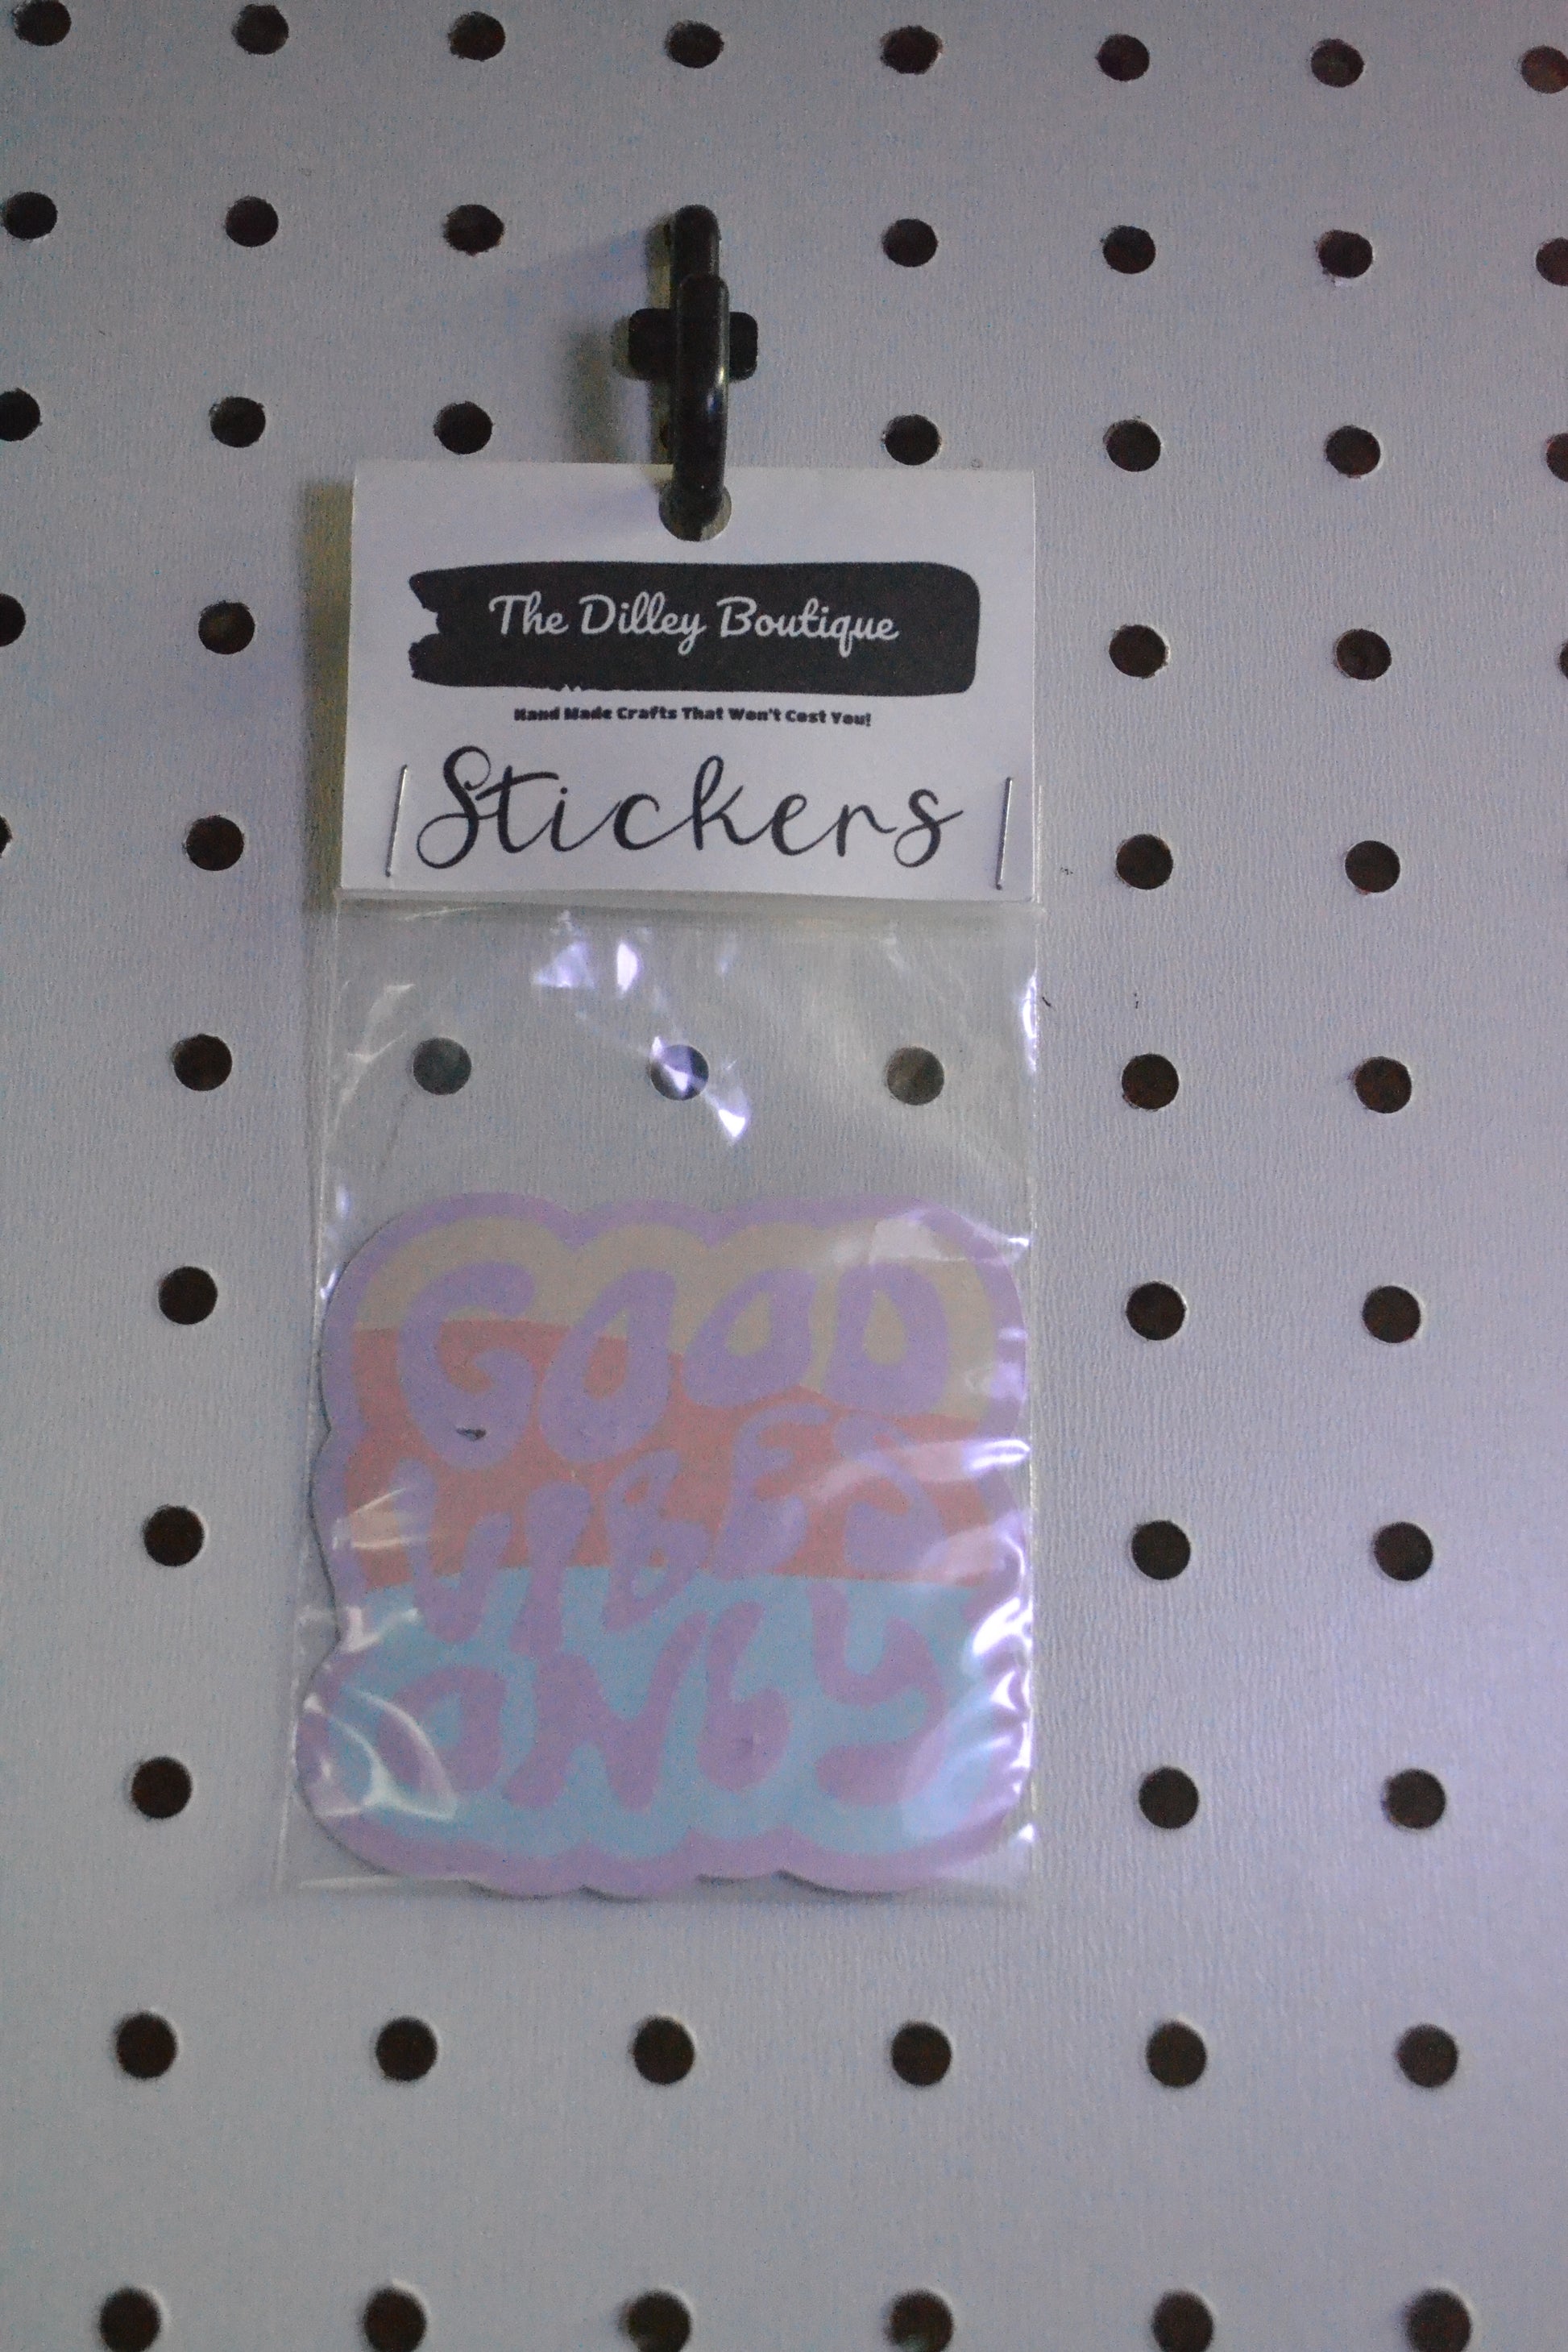 The Dilley Boutique
Hand Made Crafts That Won't Cost You!
Stickers
GOOD
VIBES
ONLY